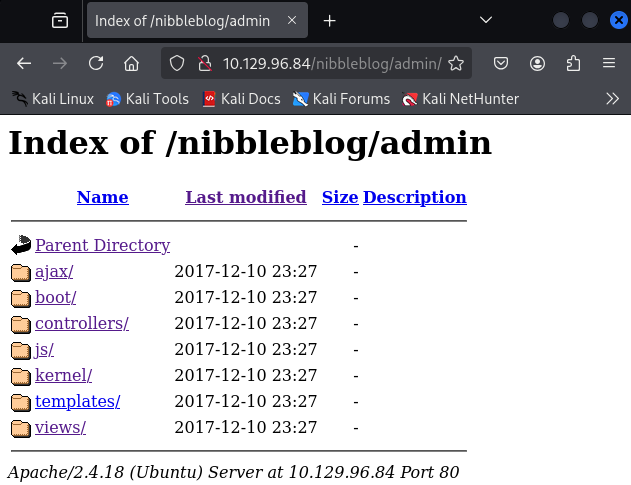 Index of /nibbleblog/admin
10.129.96.84/nibbleblog/admin/
Kali Linux Kali Tools Kali Docs Kali Forums Kali NetHunter
Index of /nibbleblog/admin
Name Last modified Size Description
Parent Directory -
ajax/ 2017-12-10 23:27 -
boot/ 2017-12-10 23:27 -
controllers/ 2017-12-10 23:27 -
js/ 2017-12-10 23:27 -
kernel/ 2017-12-10 23:27 -
templates/ 2017-12-10 23:27 -
views/ 2017-12-10 23:27 -
Apache/2.4.18 (Ubuntu) Server at 10.129.96.84 Port 80